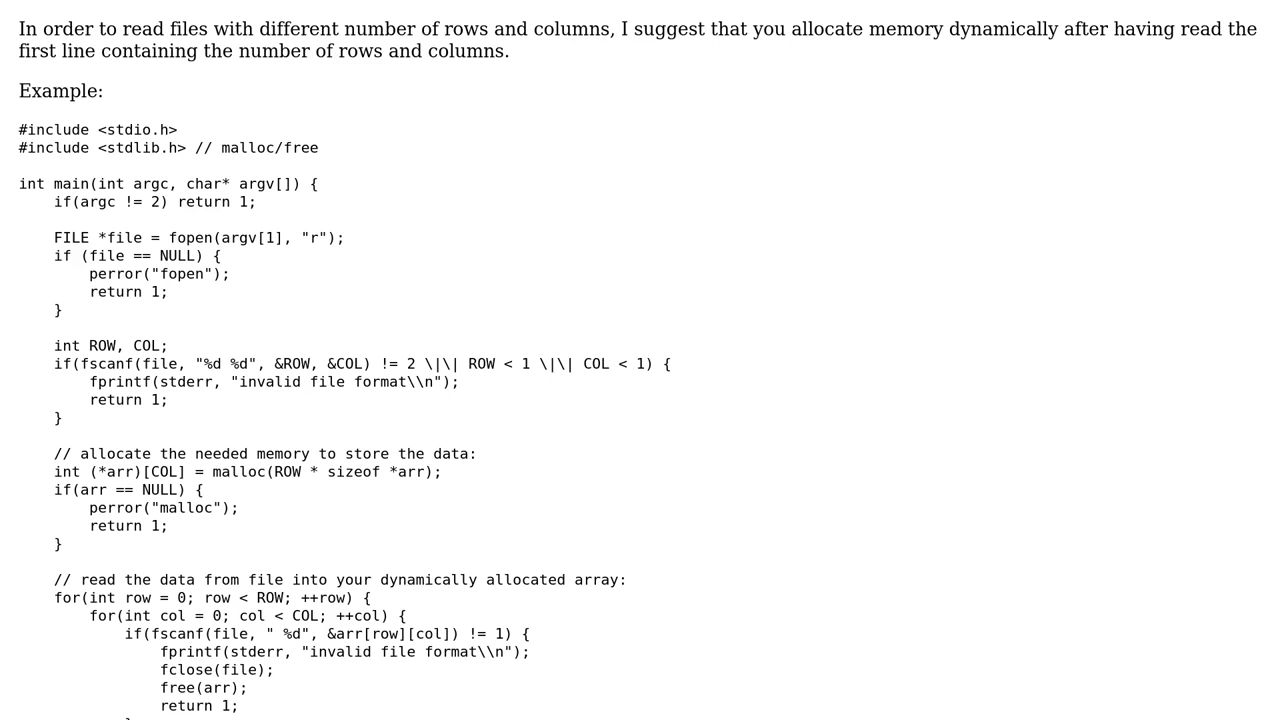 In order to read files with different number of rows and columns, I suggest that you allocate memory dynamically after having read the
first line containing the number of rows and columns.
Example:
#include <stdio.h>
#include <stdlib.h> // malloc/free
int main(int argc, char* argv[]) {
    if(argc != 2) return 1;
    FILE *file = fopen(argv[1], "r");
    if (file == NULL) {
        perror("fopen");
        return 1;
    }
    int ROW, COL;
    if(fscanf(file, "%d %d", &ROW, &COL) != 2 \|\| ROW < 1 \|\| COL < 1) {
        fprintf(stderr, "invalid file format\\n");
        return 1;
    }
    // allocate the needed memory to store the data:
    int (*arr)[COL] = malloc(ROW * sizeof *arr);
    if(arr == NULL) {
        perror("malloc");
        return 1;
    }
    // read the data from file into your dynamically allocated array:
    for(int row = 0; row < ROW; ++row) {
        for(int col = 0; col < COL; ++col) {
            if(fscanf(file, " %d", &arr[row][col]) != 1) {
                fprintf(stderr, "invalid file format\\n");
                fclose(file);
                free(arr);
                return 1;